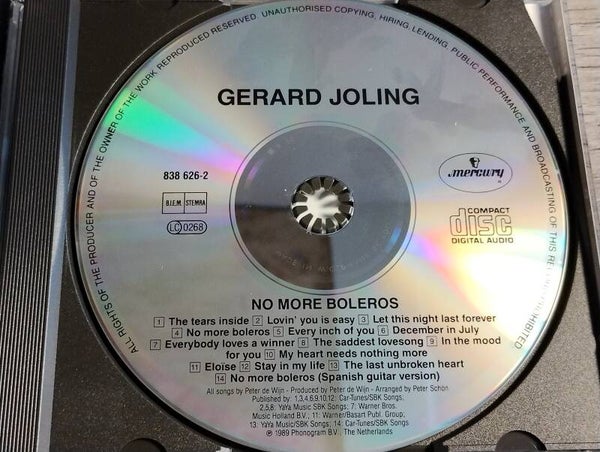 ALL RIGHTS OF THE PRODUCER AND OF THE OWNER OF THE WORK REPRODUCED RESERVED. UNAUTHORISED COPYING, HIRING, LENDING, PUBLIC PERFORMANCE AND BROADCASTING OF THIS PROHIBITED
GERARD JOLING
838 626-2
B.I.E.M. STEMRA
LC 0268
mercury
COMPACT
disc
DIGITAL AUDIO
NO MORE BOLEROS
1 The tears inside 2 Lovin' you is easy 3 Let this night last forever
4 No more boleros 5 Every inch of you 6 December in July
7 Everybody loves a winner 8 The saddest lovesong 9 In the mood
for you 10 My heart needs nothing more
11 Eloïse 12 Stay in my life 13 The last unbroken heart
14 No more boleros (Spanish guitar version)
All songs by Peter de Wijn - Produced by Peter de Wijn - Arranged by Peter Schön
Published by: 1,3,4,6,9,10,12: Car-Tunes/SBK Songs;
2,5,8: YaYa Music/SBK Songs; 7: Warner Bros.
Music Holland B.V., 11: Warner/Basart Publ. Group,
13: YaYa Music/SBK Songs; 14: Car-Tunes/SBK Songs.
℗ 1989 Phonogram B.V., The Netherlands